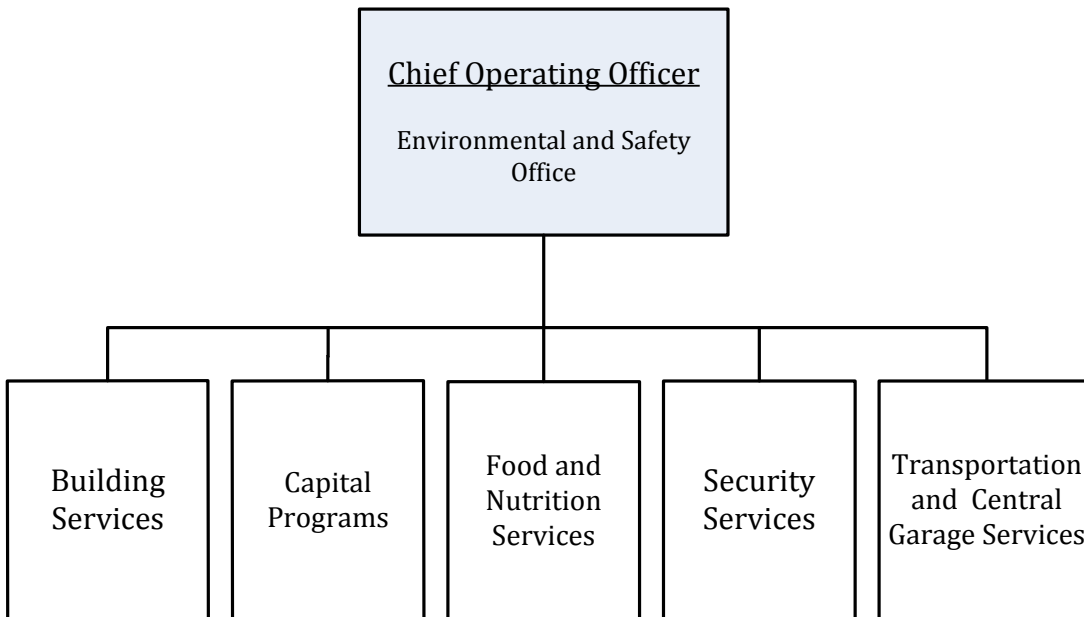 Chief Operating Officer
Environmental and Safety
Office
Building
Services
Capital
Programs
Food and
Nutrition
Services
Security
Services
Transportation
and Central
Garage Services